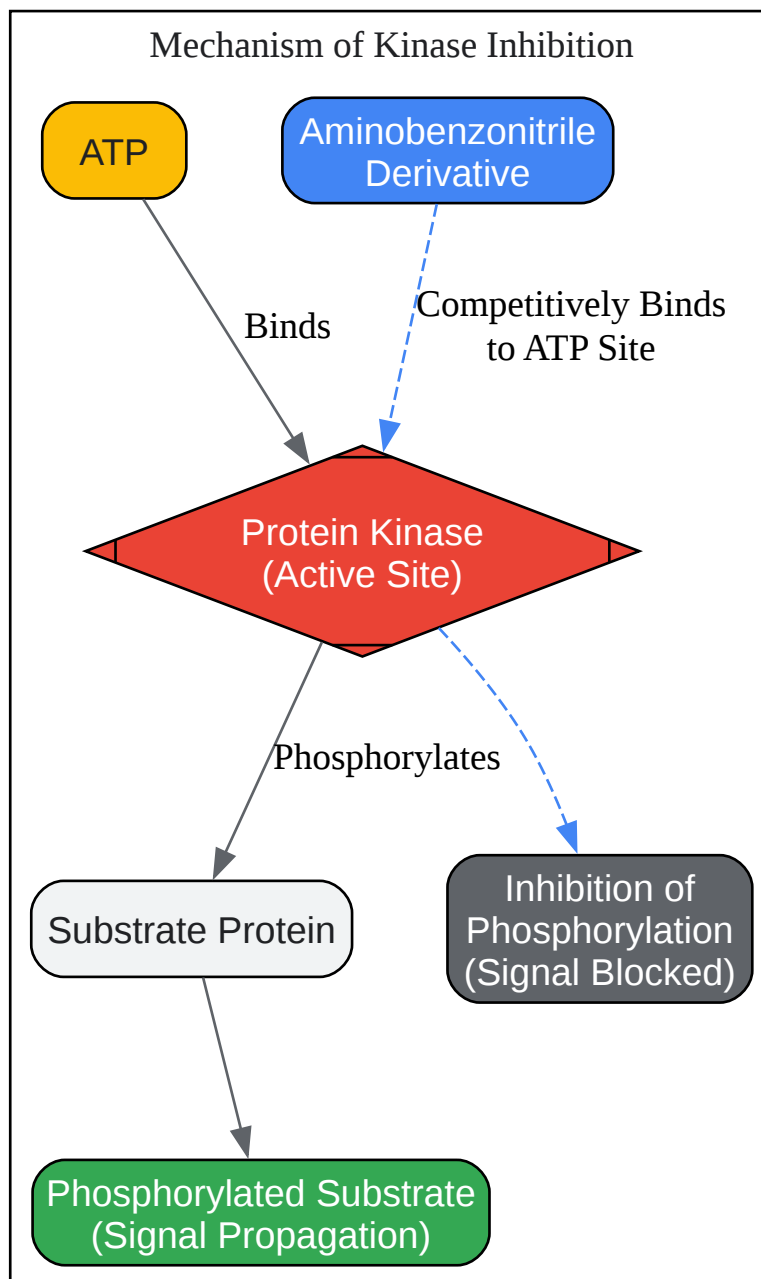 Mechanism of Kinase Inhibition
ATP
Aminobenzonitrile
Derivative
Binds
Competitively Binds
to ATP Site
Protein Kinase
(Active Site)
Phosphorylates
Substrate Protein
Inhibition of
Phosphorylation
(Signal Blocked)
Phosphorylated Substrate
(Signal Propagation)